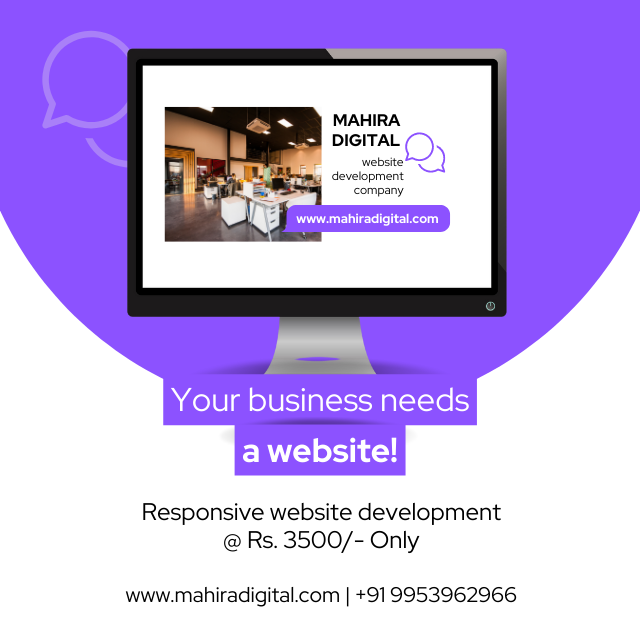 MAHIRA
DIGITAL
website
development
company
www.mahiradigital.com
Your business needs
a website!
Responsive website development
@ Rs. 3500/- Only
www.mahiradigital.com | +91 9953962966